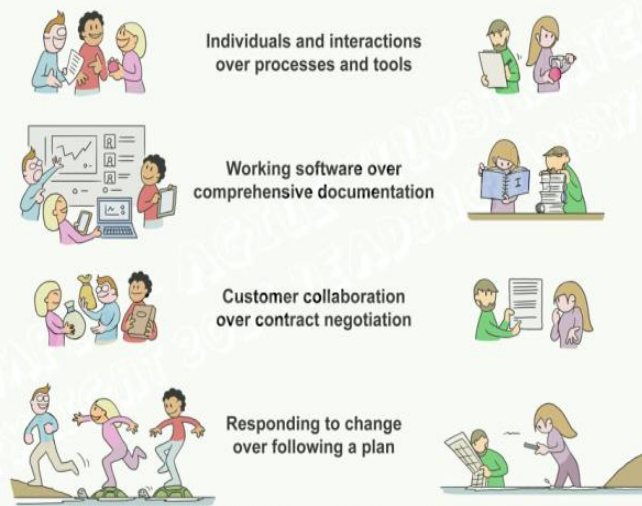 Individuals and interactions
over processes and tools
Working software over
comprehensive documentation
Customer collaboration
over contract negotiation
Responding to change
over following a plan